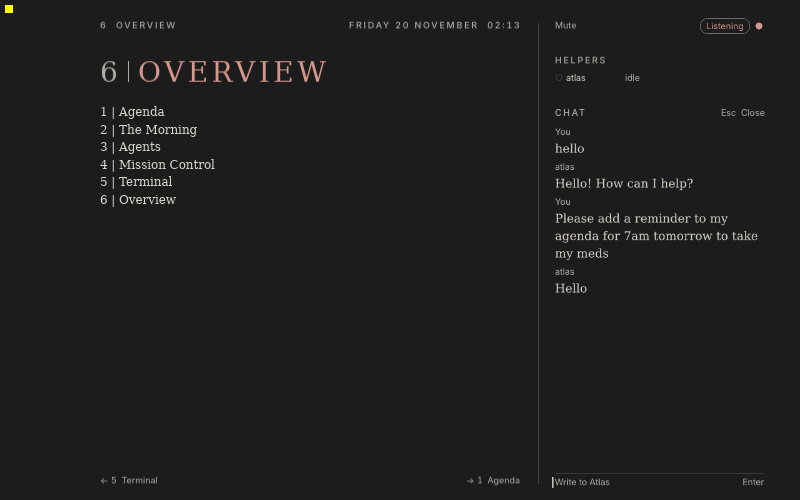 6 OVERVIEW
FRIDAY 20 NOVEMBER 02:13
6 | OVERVIEW
1 | Agenda
2 | The Morning
3 | Agents
4 | Mission Control
5 | Terminal
6 | Overview
← 5 Terminal
→ 1 Agenda
Mute
Listening
HELPERS
atlas idle
CHAT
Esc Close
You
hello
atlas
Hello! How can I help?
You
Please add a reminder to my
agenda for 7am tomorrow to take
my meds
atlas
Hello
Write to Atlas
Enter